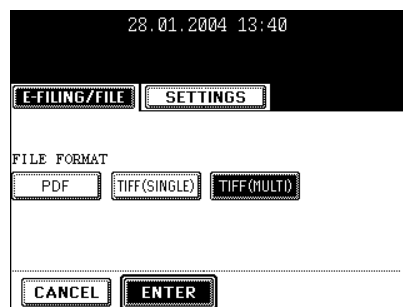 28.01.2004 13:40
E-FILING/FILE SETTINGS
FILE FORMAT
PDF TIFF(SINGLE) TIFF(MULTI)
CANCEL ENTER